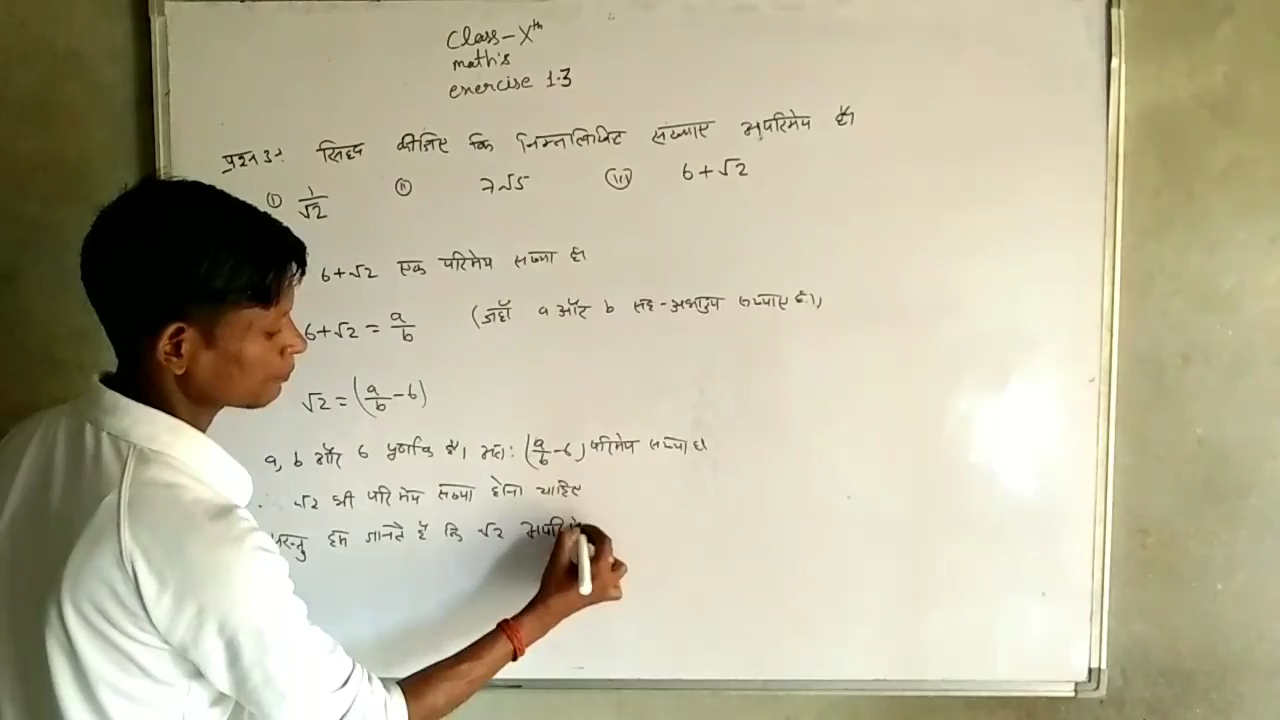 Class-Xth
math's
exercise 1.3
प्रश्न 3:- सिद्ध कीजिए कि निम्नलिखित संख्याए अपरिमेय है।
(i) 1/√2 (ii) 7√5 (iii) 6+√2
6+√2 एक परिमेय संख्या है।
6+√2 = a/b (जहाँ a और b सह-अभाज्य संख्याए है।)
√2 = (a/b - 6)
a, b और 6 पूर्णांक है। अतः (a/b - 6) परिमेय संख्या है।
√2 भी परिमेय संख्या होना चाहिए
परन्तु हम जानते है कि √2 अपरिमे